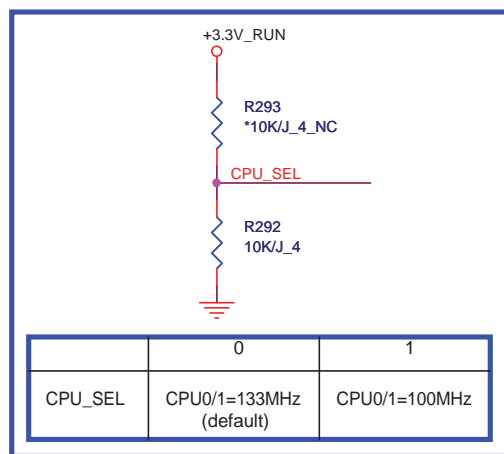 +3.3V_RUN
R293
*10K/J_4_NC
CPU_SEL
R292
10K/J_4
0 1
CPU_SEL CPU0/1=133MHz (default) CPU0/1=100MHz